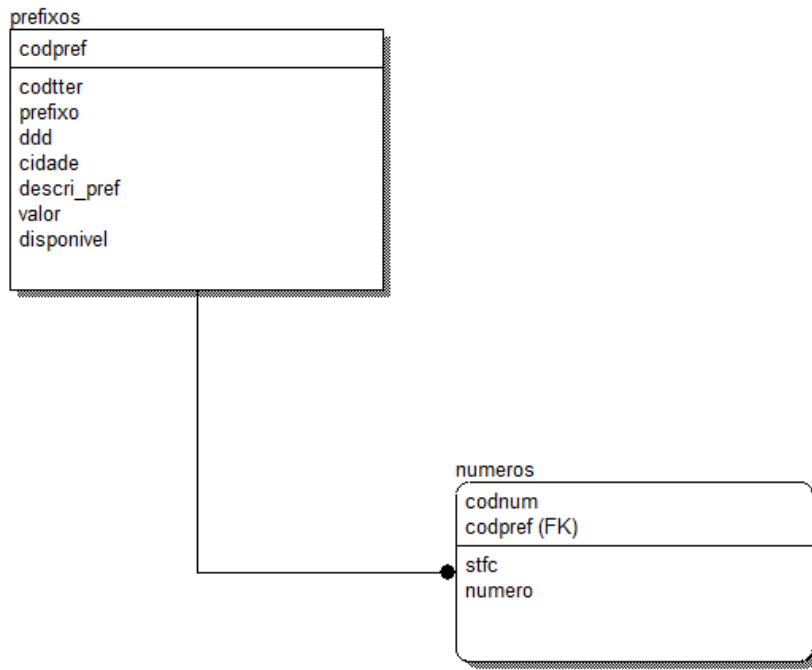 prefixos
codpref
codtter
prefixo
ddd
cidade
descri_pref
valor
disponivel
numeros
codnum
codpref (FK)
stfc
numero